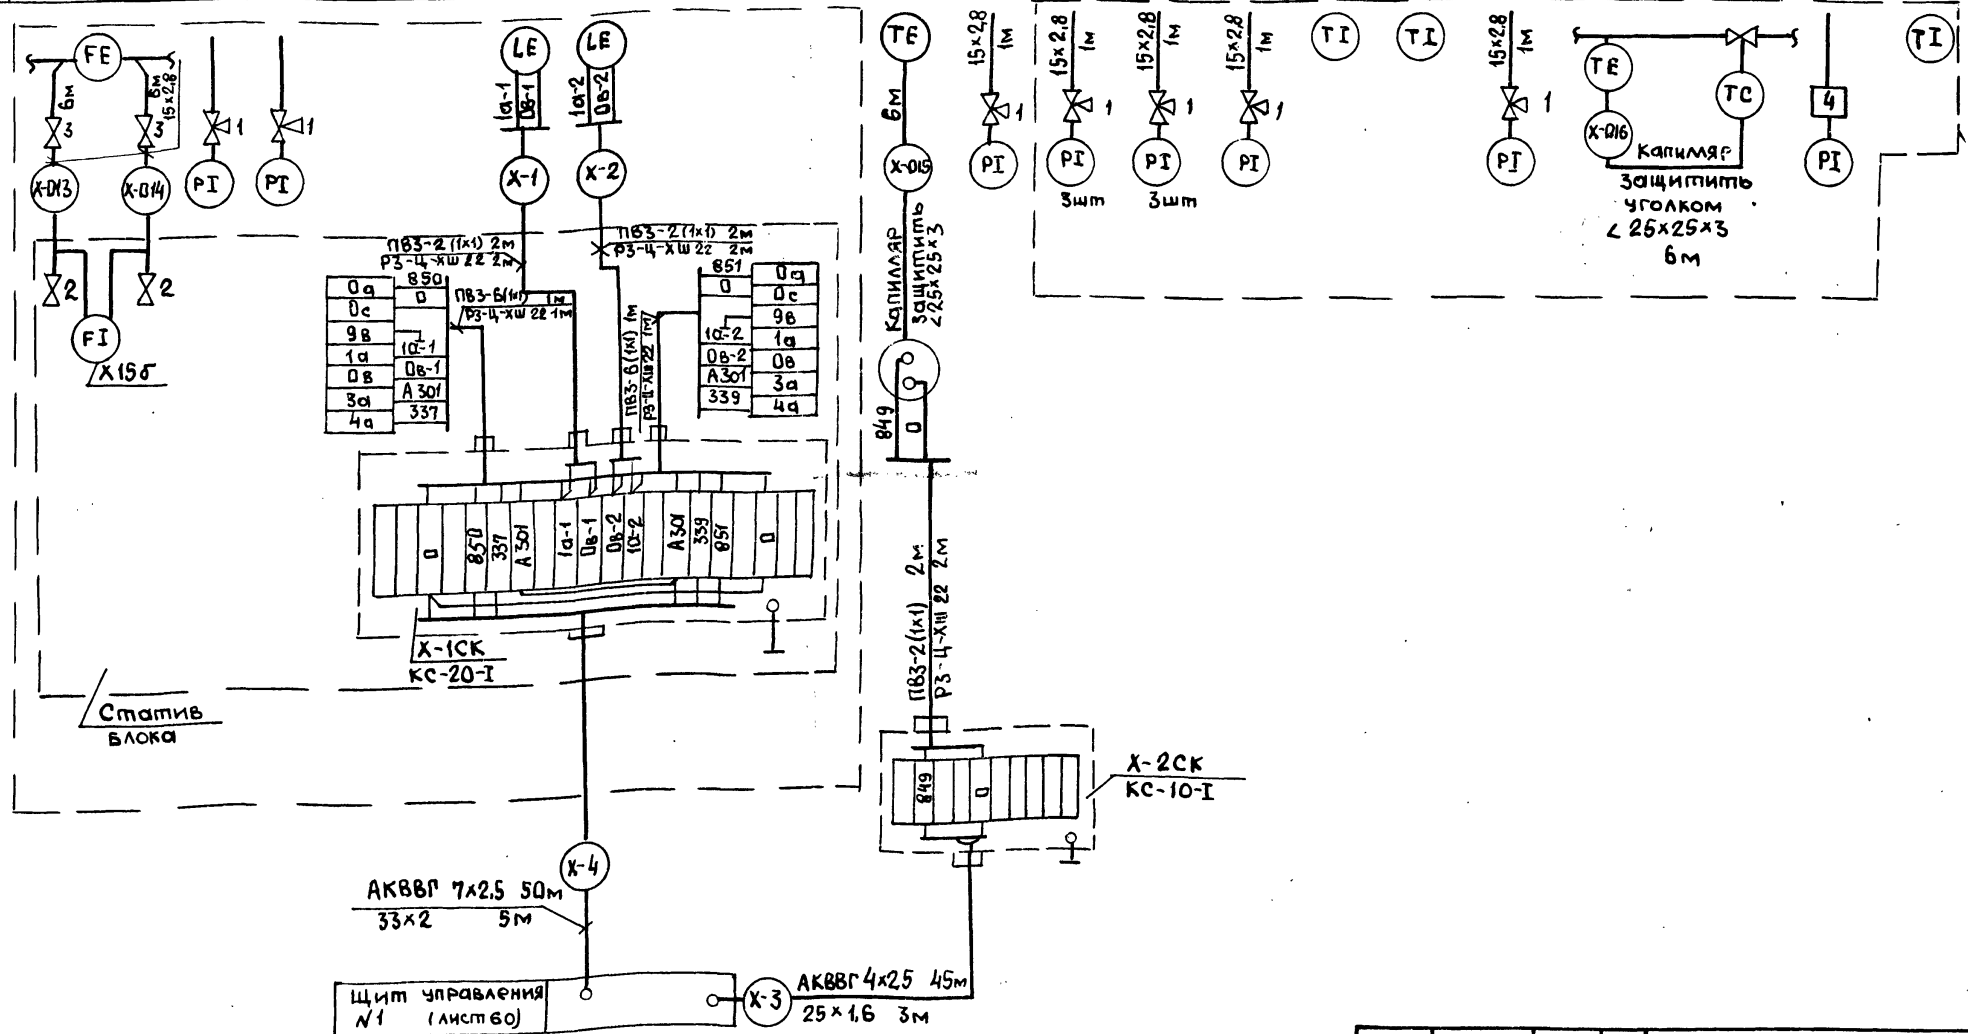 FE
6м
6м
15×2,8
3
3
1
1
X-013
X-014
PI
PI
2
2
FI
X15б
LE
LE
1а-1
0в-1
1а-2
0в-2
X-1
X-2
ПВ3-2 (1×1) 2м
РЗ-Ц-ХШ 22 2м
ПВ3-2 (1×1) 2м
РЗ-Ц-ХШ 22 2м
0а
0с
9в
1а
0в
3а
4а
850
0
1а-1
0в-1
А301
337
ПВ3-6(1×1) 1м
РЗ-Ц-ХШ 22 1м
ПВ3-6(1×1) 1м
РЗ-Ц-ХШ 22 1м
851
0
1а-2
0в-2
А301
339
0а
0с
9в
1а
0в
3а
4а
0
850
337
А301
1а-1
0в-1
0в-2
1а-2
А301
339
851
0
X-1СК
КС-20-I
Статив
блока
X-4
АКВВГ 7×2,5 50м
33×2 5м
Щит управления
N1 (лист 60)
X-3
АКВВГ 4×2,5 45м
25×1,6 3м
TE
6м
X-015
Капилляр
Защитить
∠25×25×3
849
0
ПВ3-2(1×1) 2м
РЗ-Ц-ХШ 22 2м
849
0
X-2СК
КС-10-I
15×2,8
1м
1
PI
15×2,8
1м
1
PI
3шт
15×2,8
1м
1
PI
3шт
15×2,8
1м
1
PI
TI
TI
15×2,8
1м
1
PI
TE
X-016
TC
Капилляр
Защитить
уголком
∠25×25×3
6м
4
PI
TI